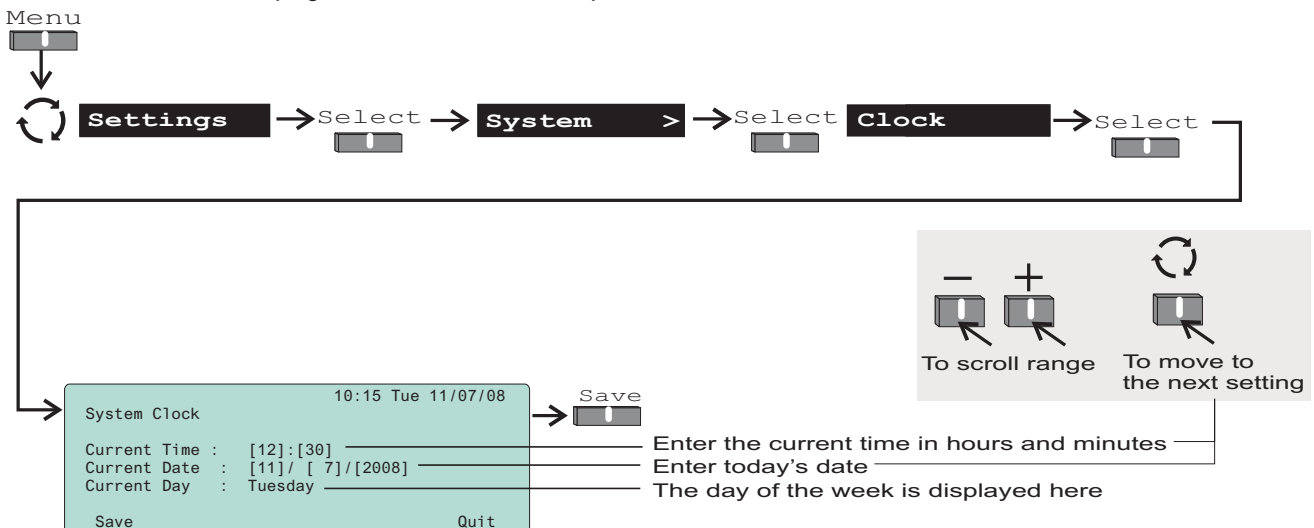 Menu
Settings Select System > Select Clock Select
- +
To scroll range To move to
the next setting
10:15 Tue 11/07/08
System Clock
Save
Current Time : [12]:[30] Enter the current time in hours and minutes
Current Date : [11]/ [ 7]/[2008] Enter today's date
Current Day : Tuesday The day of the week is displayed here
Save Quit